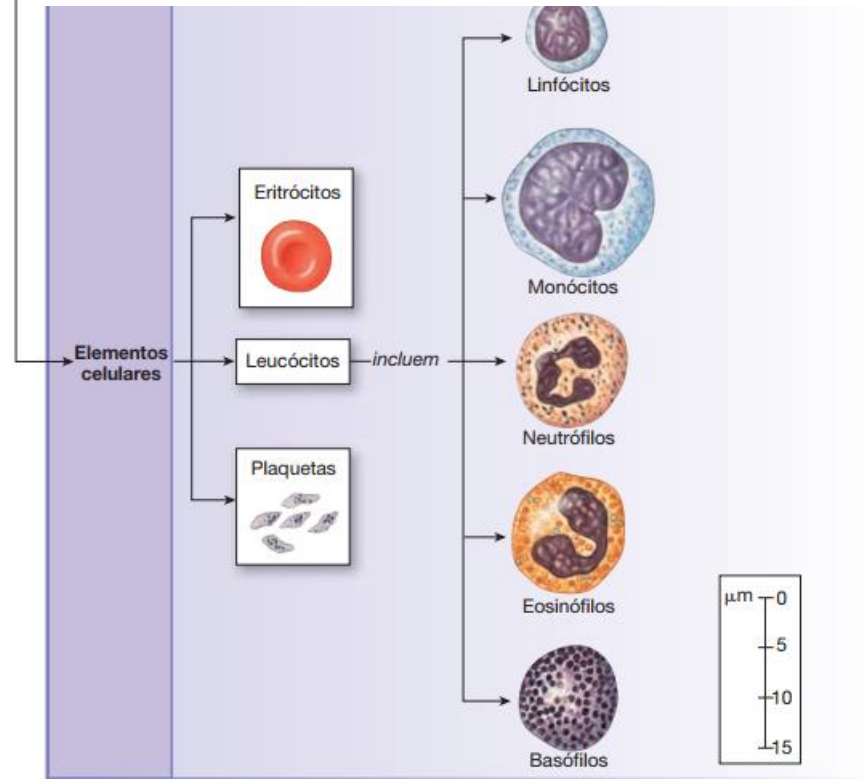 Linfócitos
Eritrócitos
Monócitos
Elementos
celulares
Leucócitos
incluem
Neutrófilos
Plaquetas
Eosinófilos
μm
0
5
10
15
Basófilos